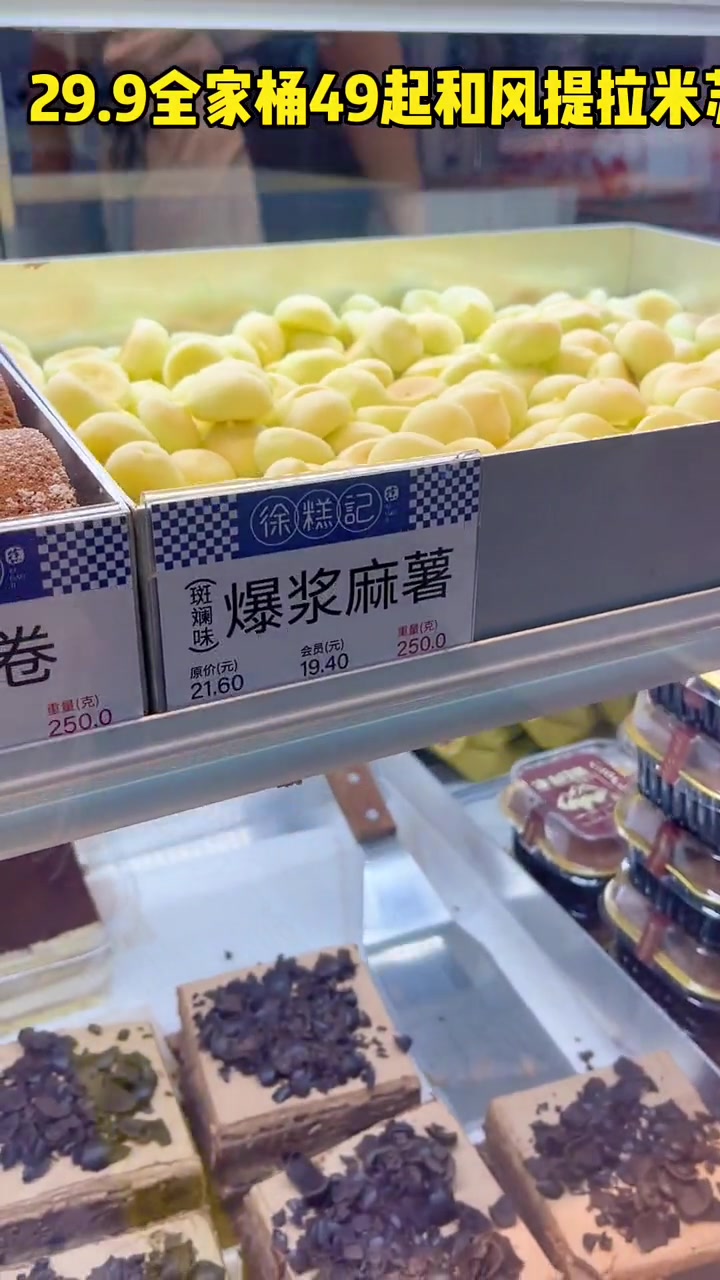 29.9全家桶49起和风提拉米
徐糕記
(斑斓味)
爆浆麻薯
原价(元)
21.60
会员(元)
19.40
重量(克)
250.0
卷
重量(克)
250.0